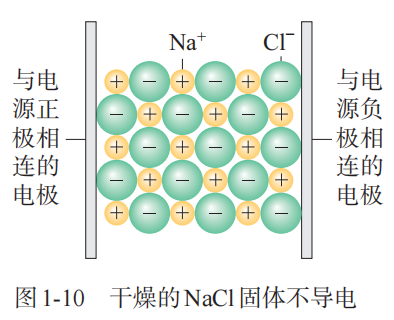 Na⁺ Cl⁻
与电
源正
极相
连的
电极
+ − + − + −
− + − + − +
+ − + − + −
− + − + − +
+ − + − + −
与电
源负
极相
连的
电极
图1-10 干燥的NaCl固体不导电